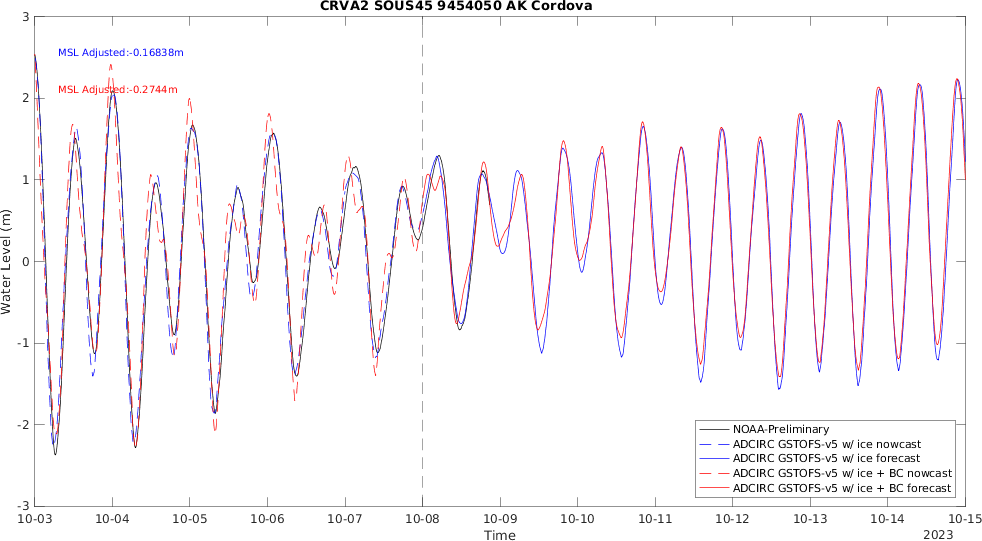 CRVA2 SOUS45 9454050 AK Cordova
MSL Adjusted:-0.16838m
MSL Adjusted:-0.2744m
Water Level (m)
3
2
1
0
-1
-2
-3
NOAA-Preliminary
ADCIRC GSTOFS-v5 w/ ice nowcast
ADCIRC GSTOFS-v5 w/ ice forecast
ADCIRC GSTOFS-v5 w/ ice + BC nowcast
ADCIRC GSTOFS-v5 w/ ice + BC forecast
10-03 10-04 10-05 10-06 10-07 10-08 10-09 10-10 10-11 10-12 10-13 10-14 10-15
Time
2023